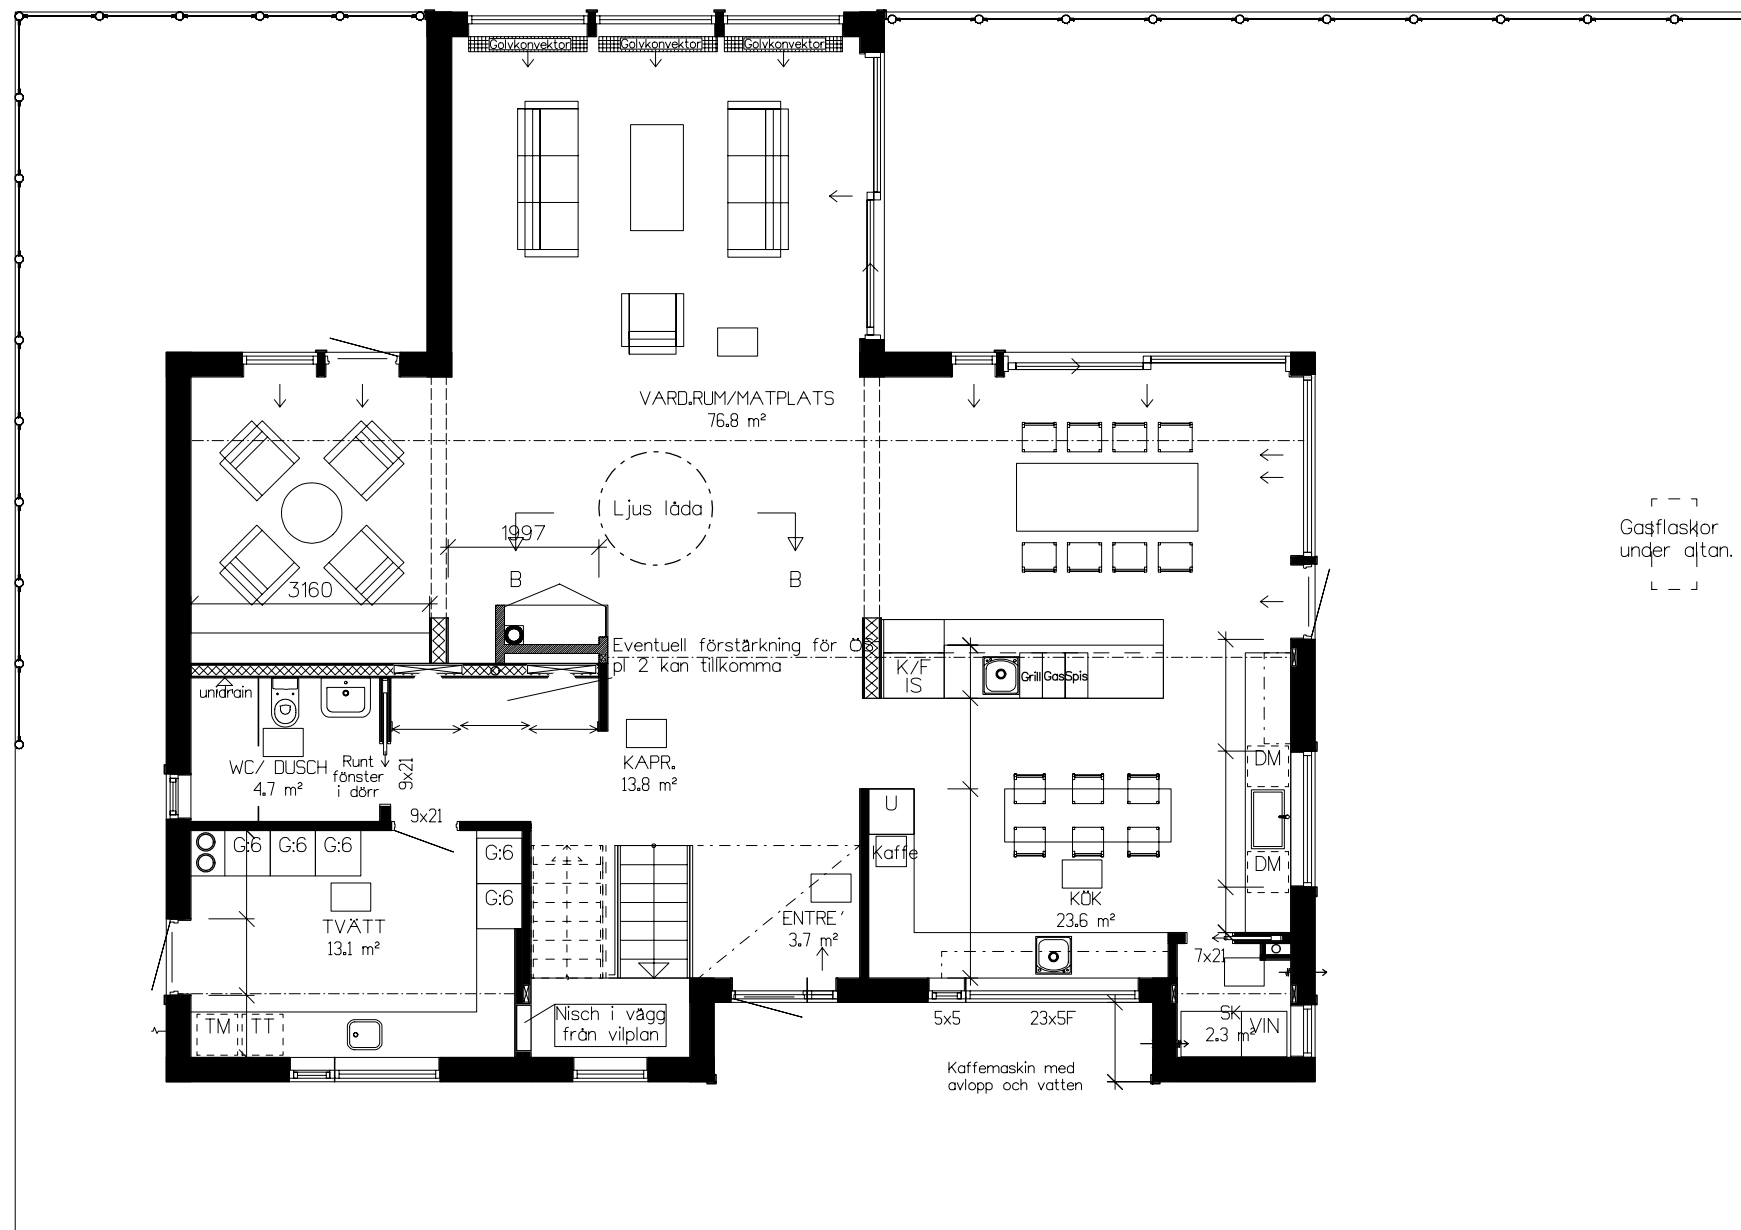 Golvkonvektor
Golvkonvektor
Golvkonvektor
VARD.RUM/MATPLATS
76.8 m²
Ljus låda
1997
B
B
3160
Gasflaskor
under altan.
Eventuell förstärkning för
pl 2 kan tillkomma
K/F
IS
Grill
Gas
Spis
unidrain
WC/ DUSCH
4.7 m²
Runt
fönster
i dörr
9x21
9x21
KAPR.
13.8 m²
DM
DM
U
Kaffe
G:6
G:6
G:6
G:6
G:6
TVÄTT
13.1 m²
'ENTRE'
3.7 m²
KÖK
23.6 m²
7x21
TM
TT
Nisch i vägg
från vilplan
5x5
23x5F
SK
2.3 m²
VIN
Kaffemaskin med
avlopp och vatten